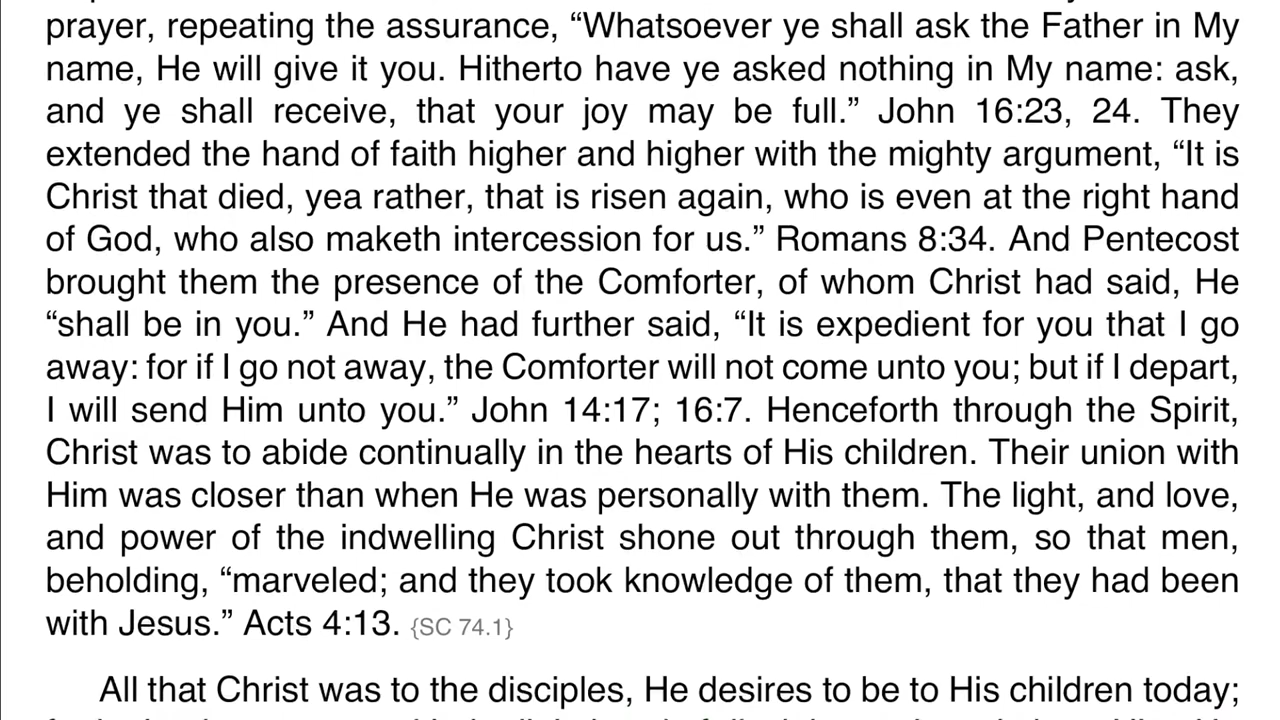 prayer, repeating the assurance, “Whatsoever ye shall ask the Father in My
name, He will give it you. Hitherto have ye asked nothing in My name: ask,
and ye shall receive, that your joy may be full.” John 16:23, 24. They
extended the hand of faith higher and higher with the mighty argument, “It is
Christ that died, yea rather, that is risen again, who is even at the right hand
of God, who also maketh intercession for us.” Romans 8:34. And Pentecost
brought them the presence of the Comforter, of whom Christ had said, He
“shall be in you.” And He had further said, “It is expedient for you that I go
away: for if I go not away, the Comforter will not come unto you; but if I depart,
I will send Him unto you.” John 14:17; 16:7. Henceforth through the Spirit,
Christ was to abide continually in the hearts of His children. Their union with
Him was closer than when He was personally with them. The light, and love,
and power of the indwelling Christ shone out through them, so that men,
beholding, “marveled; and they took knowledge of them, that they had been
with Jesus.” Acts 4:13. {SC 74.1}
All that Christ was to the disciples, He desires to be to His children today;